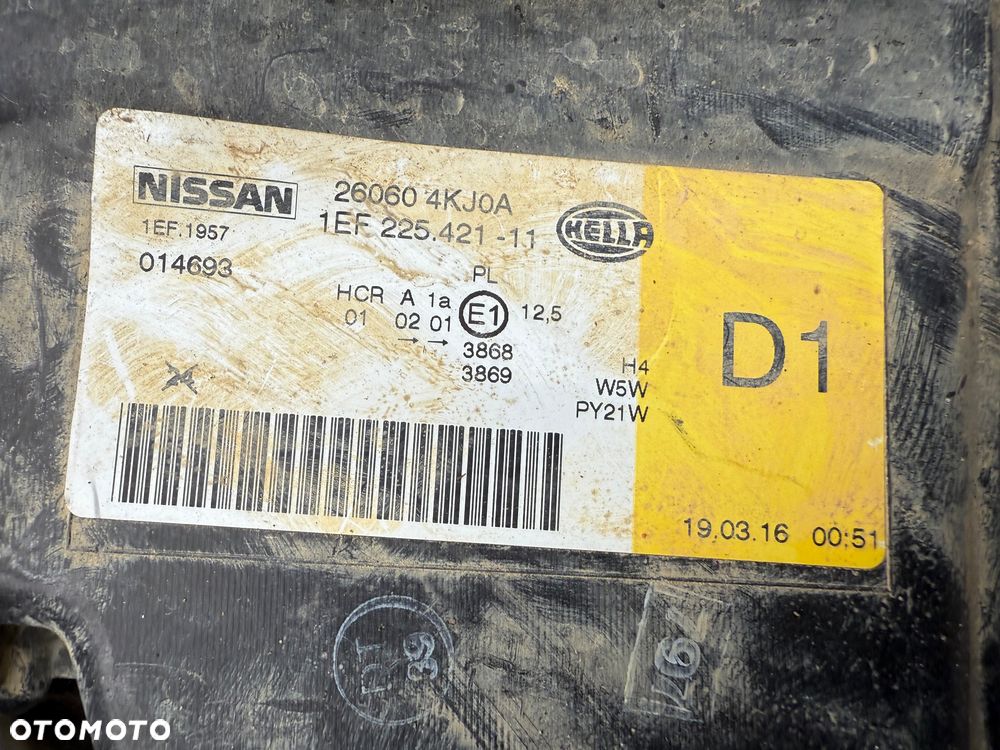 NISSAN
26060 4KJ0A
1EF.1957
1EF 225.421 -11
HELLA
014693
PL
HCR A 1a E1 12,5
01 02 01
→ →
3868
3869
H4
W5W
PY21W
D1
19.03.16 00:51
39
OTOMOTO